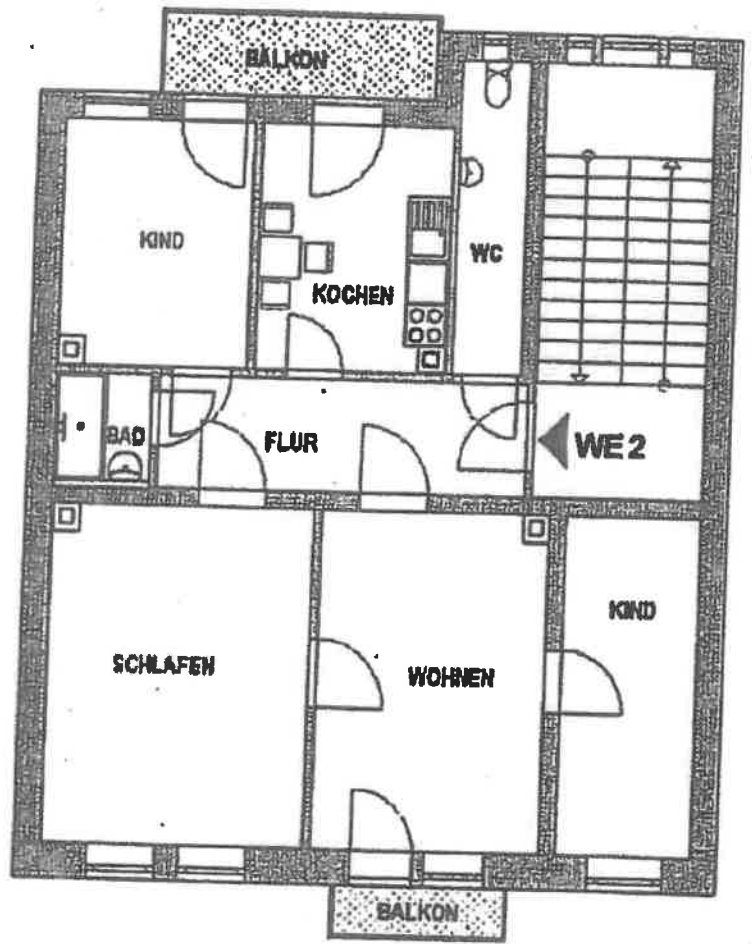 BALKON
KIND
KOCHEN
WC
BAD
FLUR
WE 2
SCHLAFEN
WOHNEN
KIND
BALKON